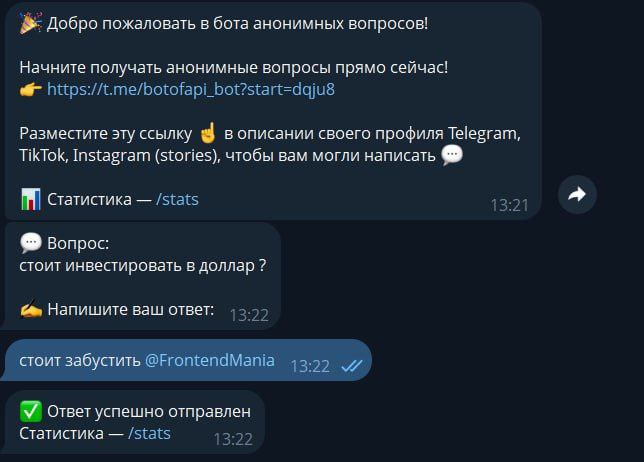 🎉 Добро пожаловать в бота анонимных вопросов!
Начните получать анонимные вопросы прямо сейчас!
👉 https://t.me/botofapi_bot?start=dqju8
Разместите эту ссылку ☝️ в описании своего профиля Telegram,
TikTok, Instagram (stories), чтобы вам могли написать 💬
📊 Статистика — /stats
13:21
💬 Вопрос:
стоит инвестировать в доллар ?
✍️ Напишите ваш ответ:
13:22
стоит забустить @FrontendMania
13:22
✅ Ответ успешно отправлен
Статистика — /stats
13:22